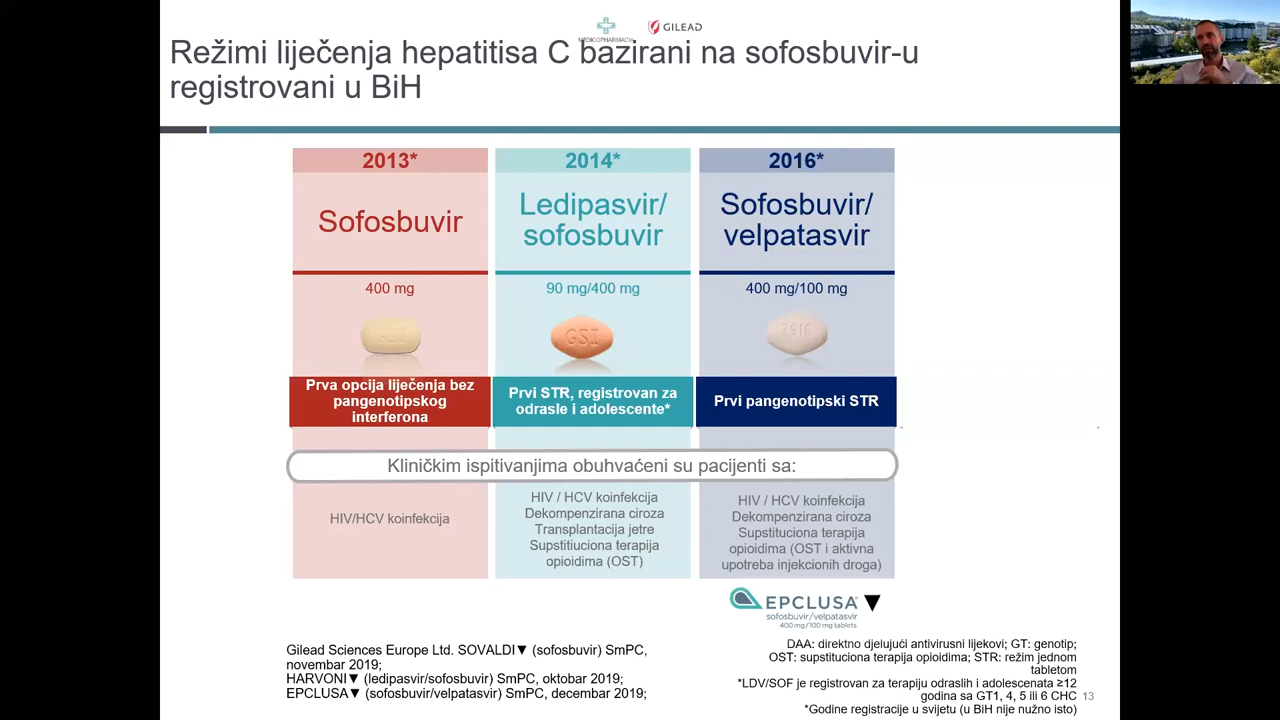 MEDICOPHARMACIA
GILEAD
Režimi liječenja hepatitisa C bazirani na sofosbuvir-u
registrovani u BiH
2013*
Sofosbuvir
400 mg
GSI
Prva opcija liječenja bez
pangenotipskog
interferona
2014*
Ledipasvir/
sofosbuvir
90 mg/400 mg
GSI
Prvi STR, registrovan za
odrasle i adolescente*
2016*
Sofosbuvir/
velpatasvir
400 mg/100 mg
7916
Prvi pangenotipski STR
Kliničkim ispitivanjima obuhvaćeni su pacijenti sa:
HIV/HCV koinfekcija
HIV / HCV koinfekcija
Dekompenzirana ciroza
Transplantacija jetre
Supstitiuciona terapija
opioidima (OST)
HIV / HCV koinfekcija
Dekompenzirana ciroza
Supstituciona terapija
opioidima (OST i aktivna
upotreba injekcionih droga)
EPCLUSA▼
sofosbuvir/velpatasvir
400 mg/100 mg tablets
Gilead Sciences Europe Ltd. SOVALDI▼ (sofosbuvir) SmPC,
novembar 2019;
HARVONI▼ (ledipasvir/sofosbuvir) SmPC, oktobar 2019;
EPCLUSA▼ (sofosbuvir/velpatasvir) SmPC, decembar 2019;
DAA: direktno djelujući antivirusni lijekovi; GT: genotip;
OST: supstituciona terapija opioidima; STR: režim jednom
tabletom
*LDV/SOF je registrovan za terapiju odraslih i adolescenata ≥12
godina sa GT1, 4, 5 ili 6 CHC
*Godine registracije u svijetu (u BiH nije nužno isto)
13